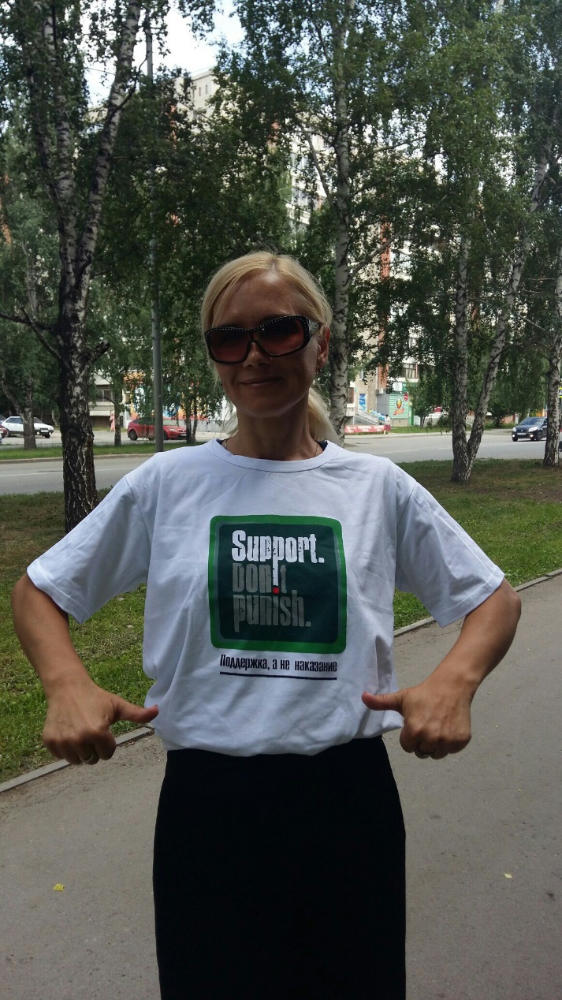 Support.
Don't
punish.
Поддержка, а не наказание